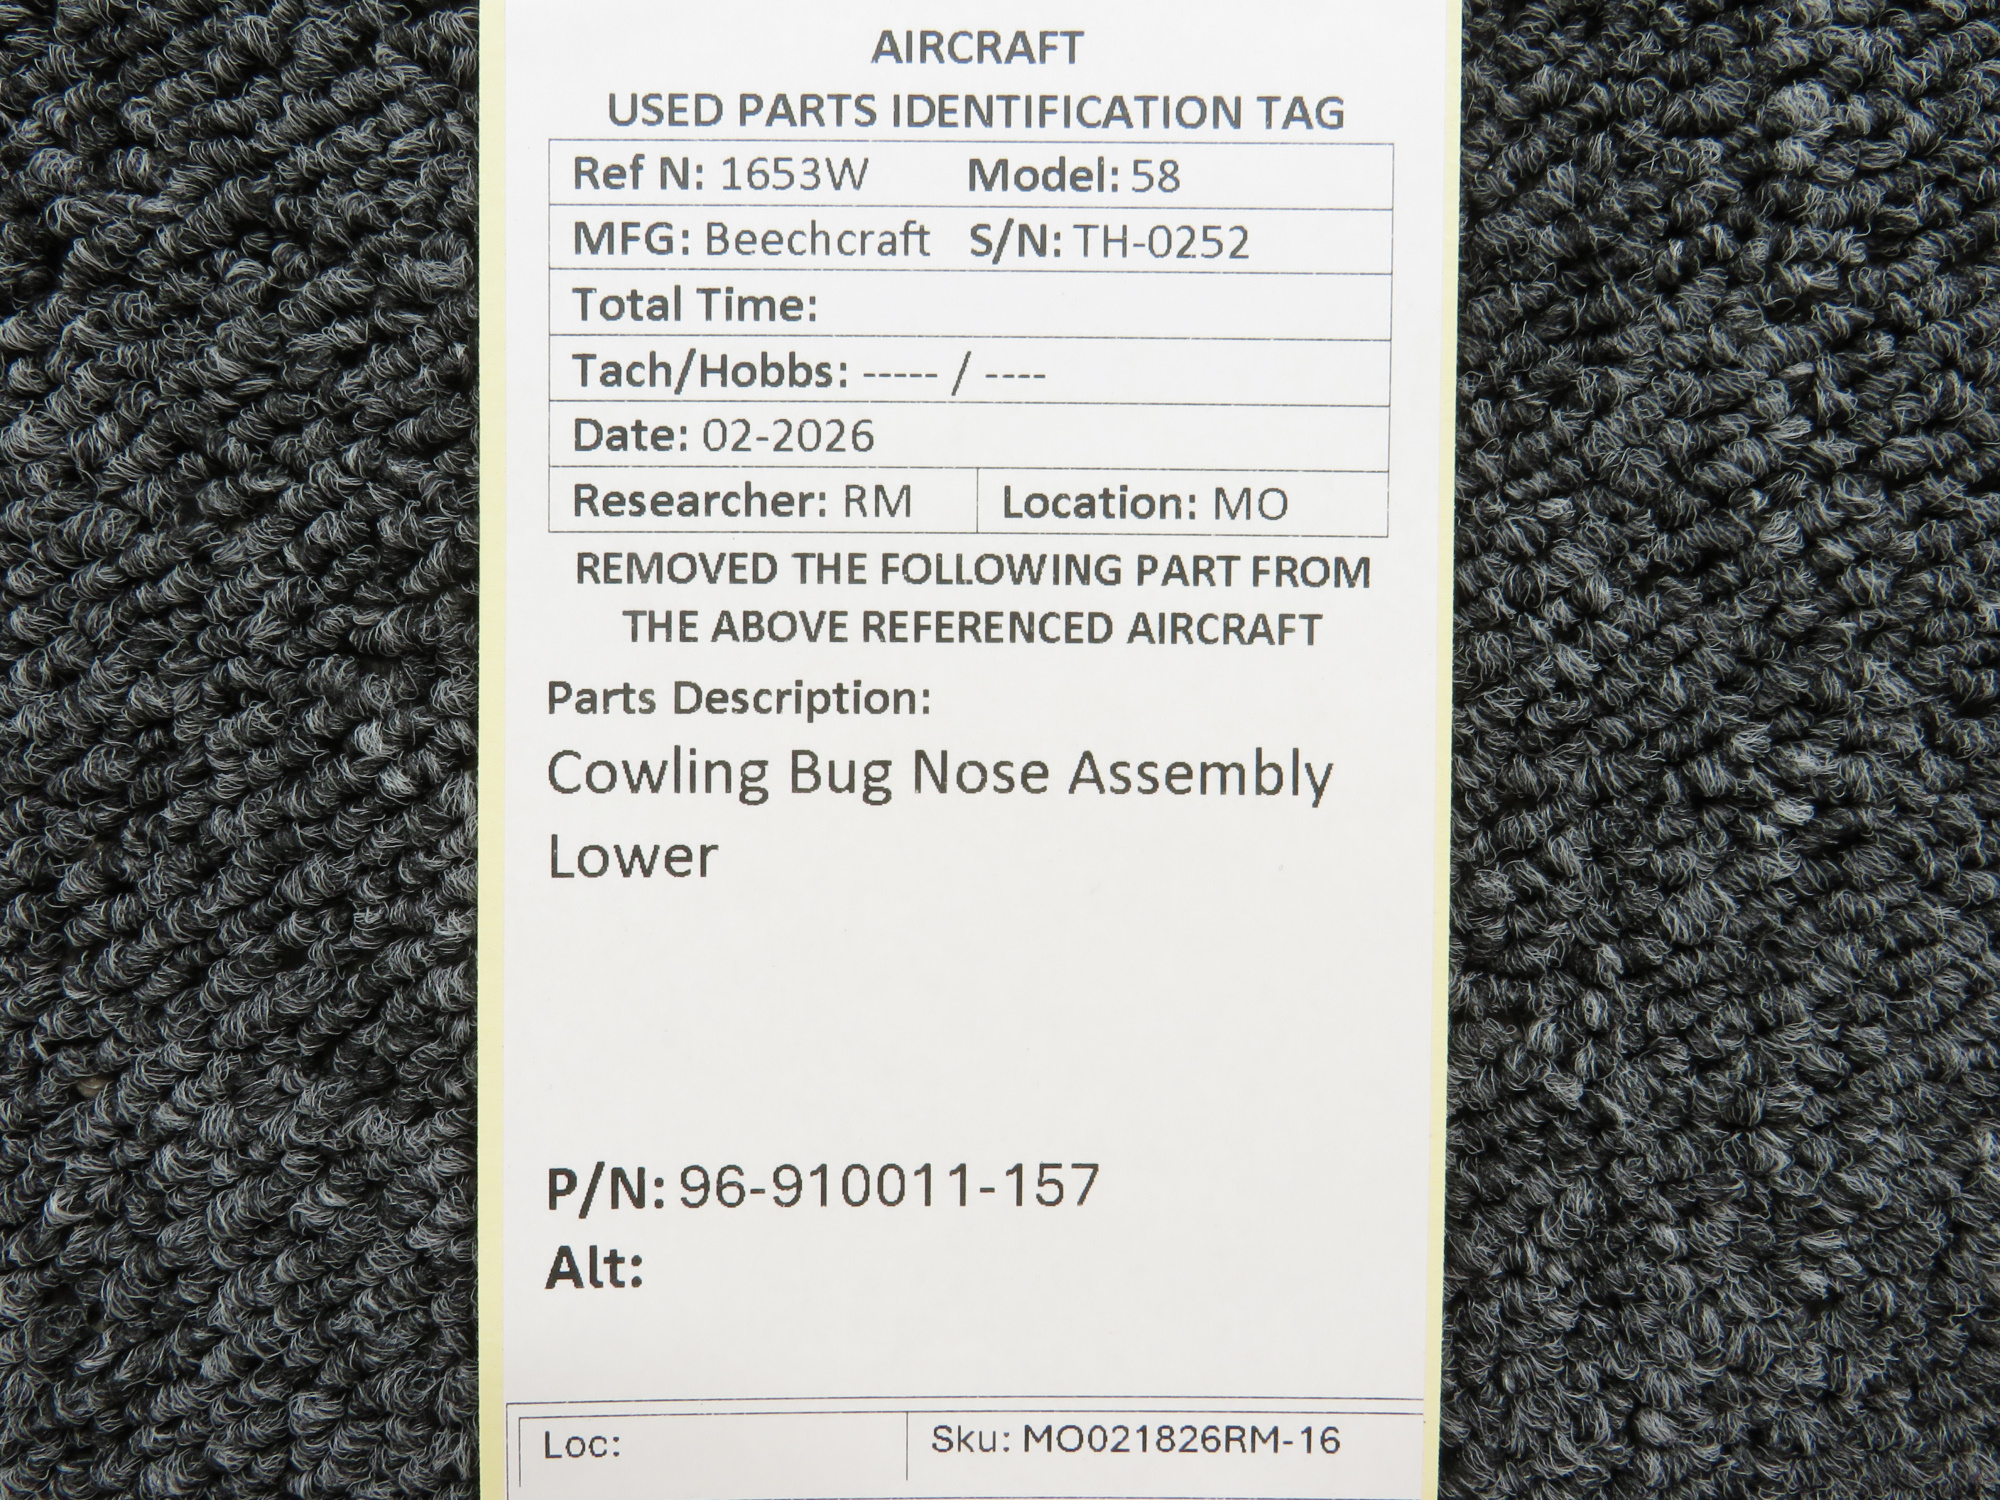 AIRCRAFT
USED PARTS IDENTIFICATION TAG
Ref N: 1653W Model: 58
MFG: Beechcraft S/N: TH-0252
Total Time:
Tach/Hobbs: ----- / ----
Date: 02-2026
Researcher: RM Location: MO
REMOVED THE FOLLOWING PART FROM
THE ABOVE REFERENCED AIRCRAFT
Parts Description:
Cowling Bug Nose Assembly
Lower
P/N: 96-910011-157
Alt:
Loc: Sku: MO021826RM-16